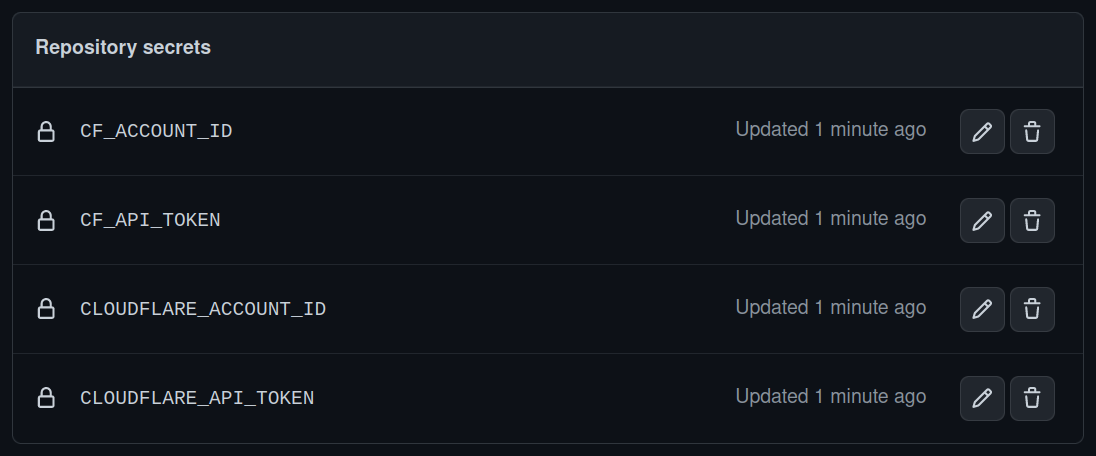 Repository secrets
CF_ACCOUNT_ID Updated 1 minute ago
CF_API_TOKEN Updated 1 minute ago
CLOUDFLARE_ACCOUNT_ID Updated 1 minute ago
CLOUDFLARE_API_TOKEN Updated 1 minute ago